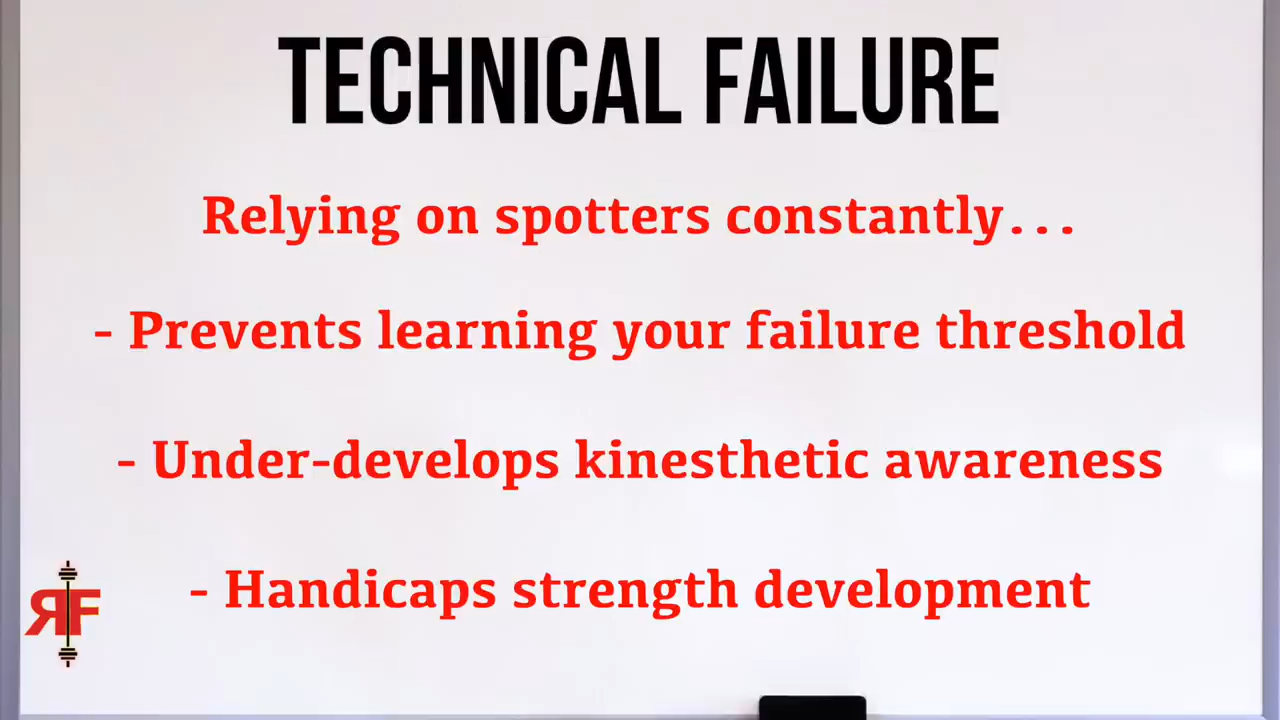 TECHNICAL FAILURE
Relying on spotters constantly...
- Prevents learning your failure threshold
- Under-develops kinesthetic awareness
- Handicaps strength development
RF